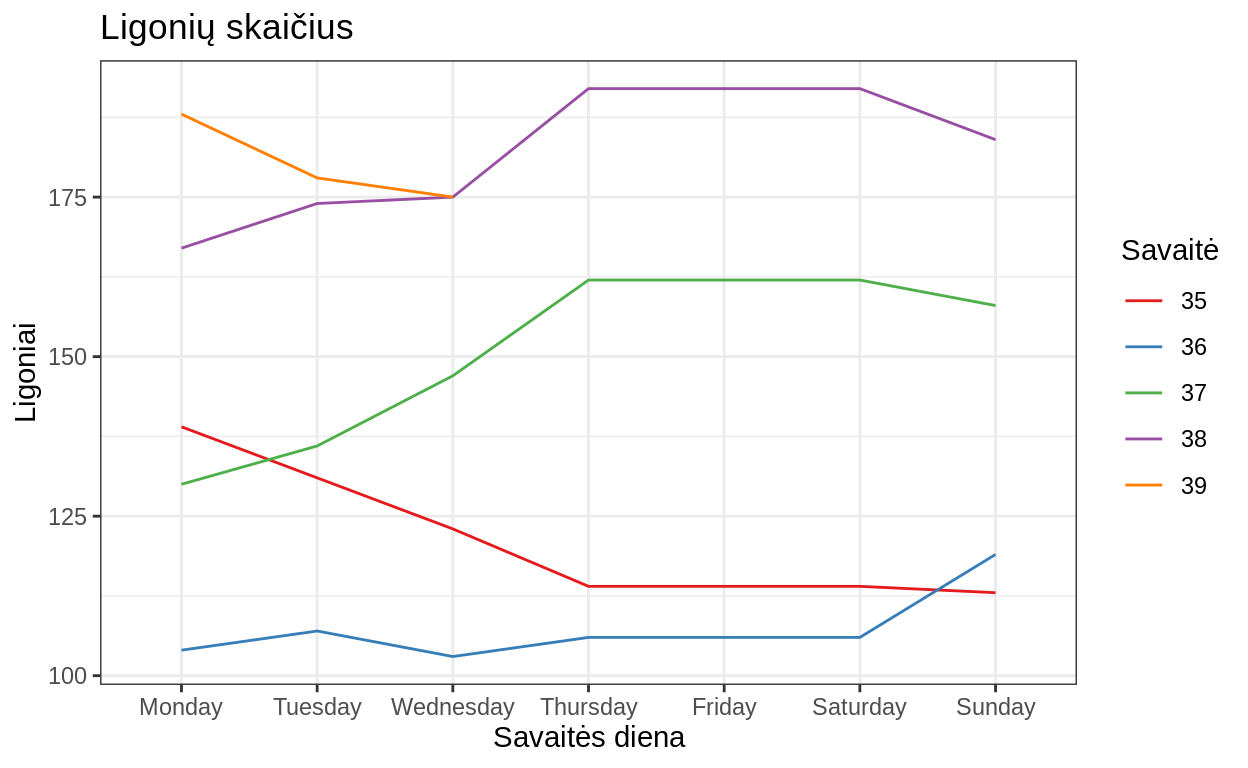 Ligonių skaičius
Ligoniai
175
150
125
100
Monday Tuesday Wednesday Thursday Friday Saturday Sunday
Savaitės diena
Savaitė
35
36
37
38
39